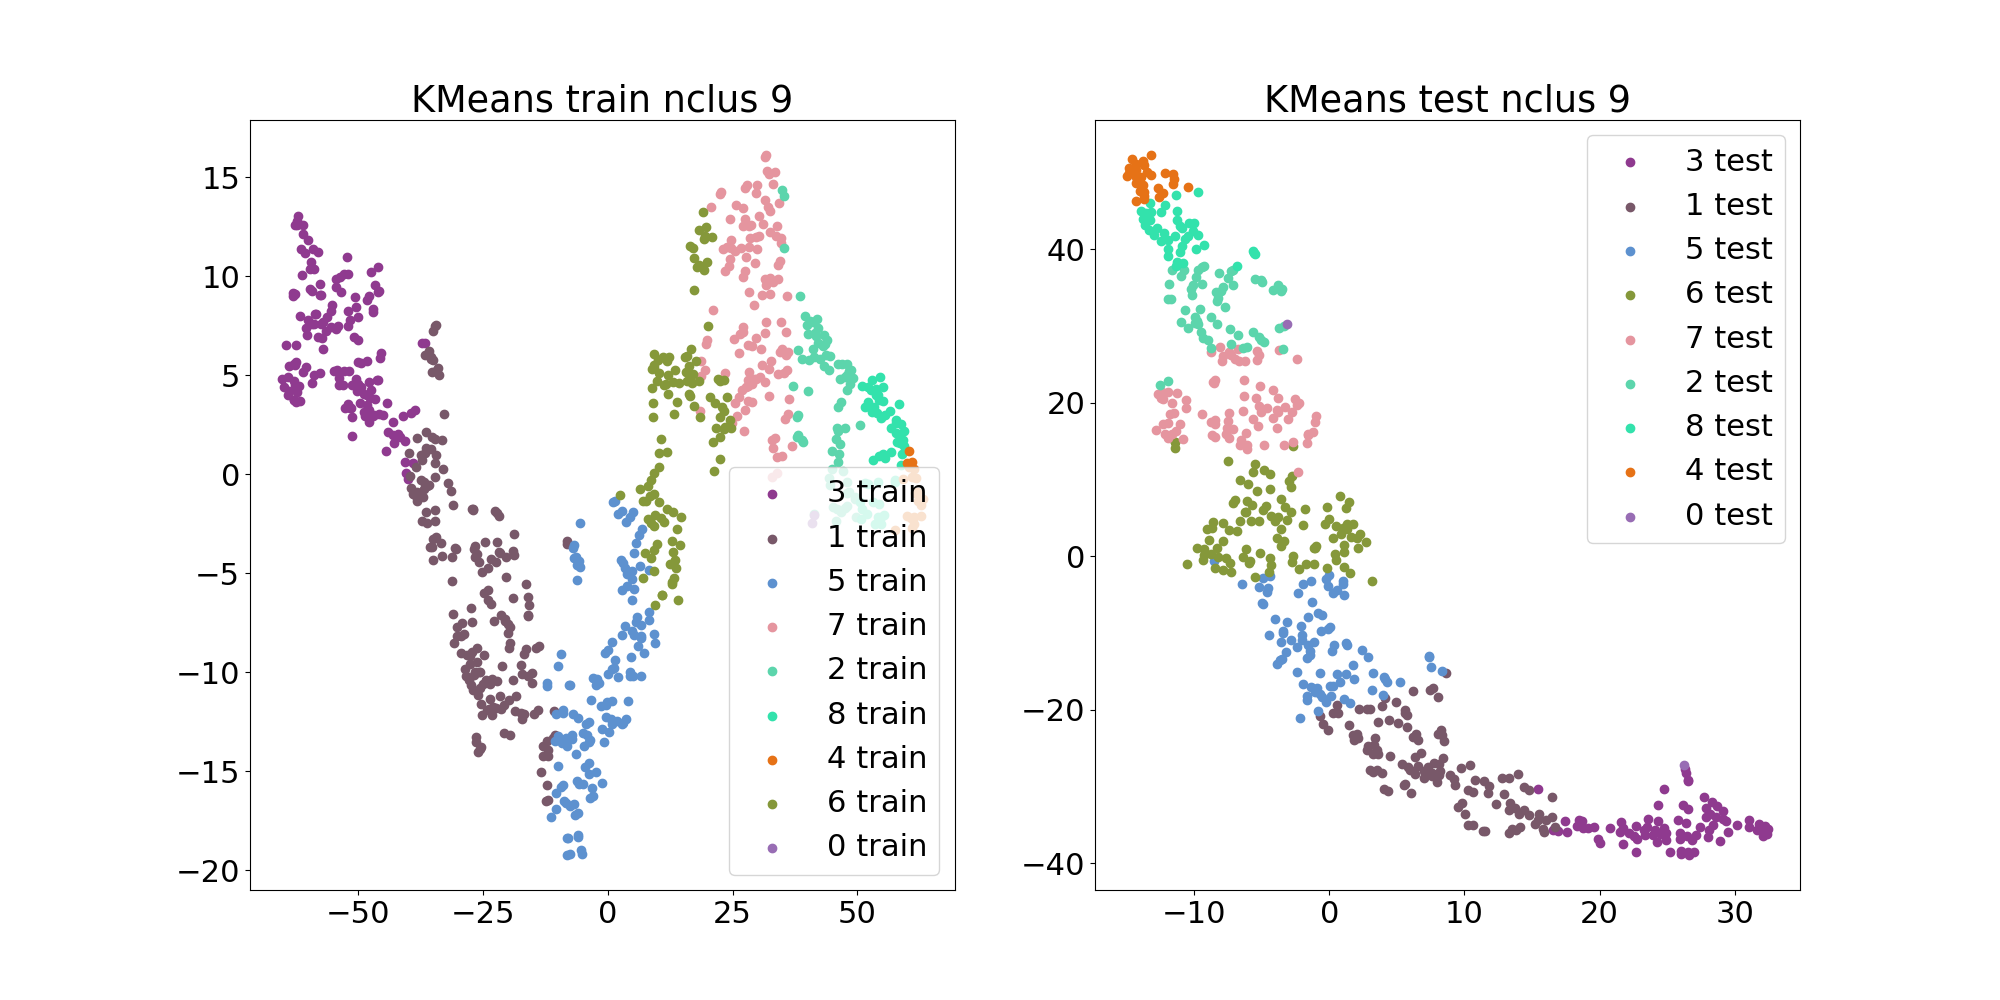 KMeans train nclus 9
15
10
5
0
−5
−10
−15
−20
−50
−25
0
25
50
3 train
1 train
5 train
7 train
2 train
8 train
4 train
6 train
0 train
KMeans test nclus 9
40
20
0
−20
−40
−10
0
10
20
30
3 test
1 test
5 test
6 test
7 test
2 test
8 test
4 test
0 test